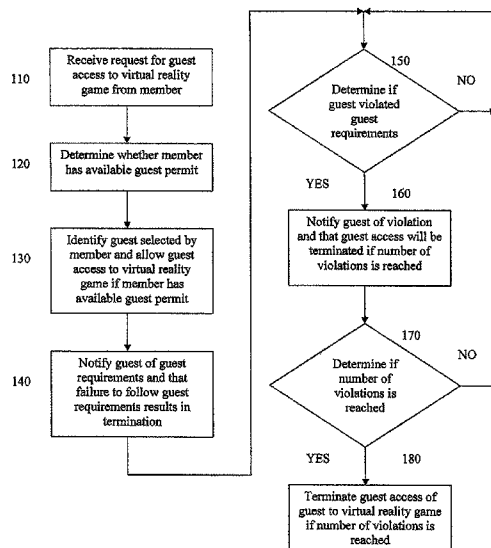 110
Receive request for guest
access to virtual reality
game from member
120
Determine whether member
has available guest permit
130
Identify guest selected by
member and allow guest
access to virtual reality
game if member has
available guest permit
140
Notify guest of guest
requirements and that
failure to follow guest
requirements results in
termination
150
Determine if
guest violated
guest
requirements
NO
YES
160
Notify guest of violation
and that guest access will be
terminated if number of
violations is reached
170
Determine if
number of
violations is
reached
NO
YES
180
Terminate guest access of
guest to virtual reality game
if number of violations is
reached